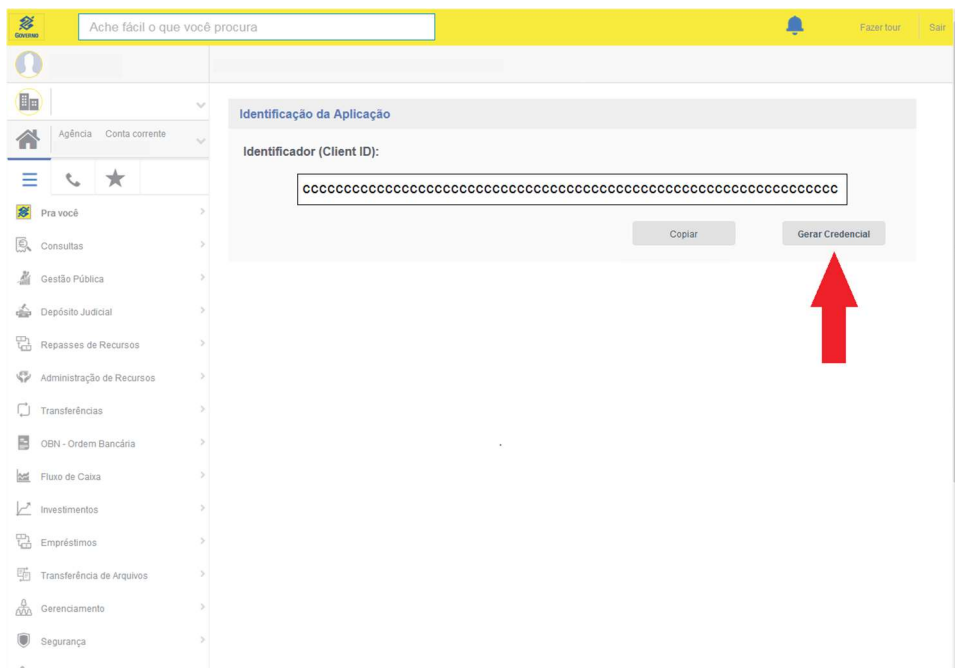 GOVERNO
Ache fácil o que você procura
Fazer tour
Sair
Agência Conta corrente
Pra você
Consultas
Gestão Pública
Depósito Judicial
Repasses de Recursos
Administração de Recursos
Transferências
OBN - Ordem Bancária
Fluxo de Caixa
Investimentos
Empréstimos
Transferência de Arquivos
Gerenciamento
Segurança
Identificação da Aplicação
Identificador (Client ID):
Copiar
Gerar Credencial